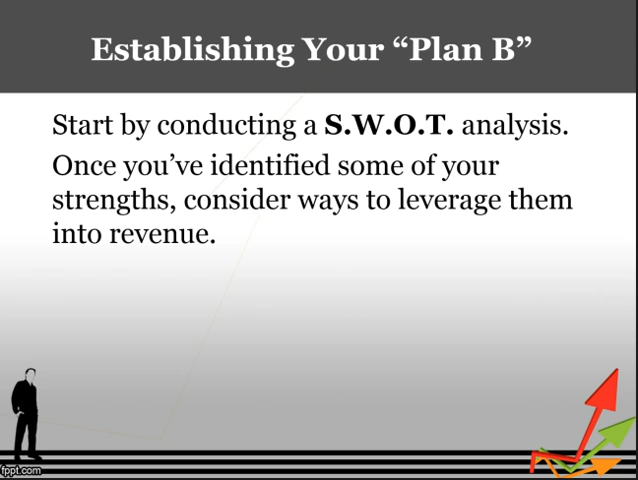 Establishing Your “Plan B”
Start by conducting a S.W.O.T. analysis.
Once you’ve identified some of your
strengths, consider ways to leverage them
into revenue.
fppt.com